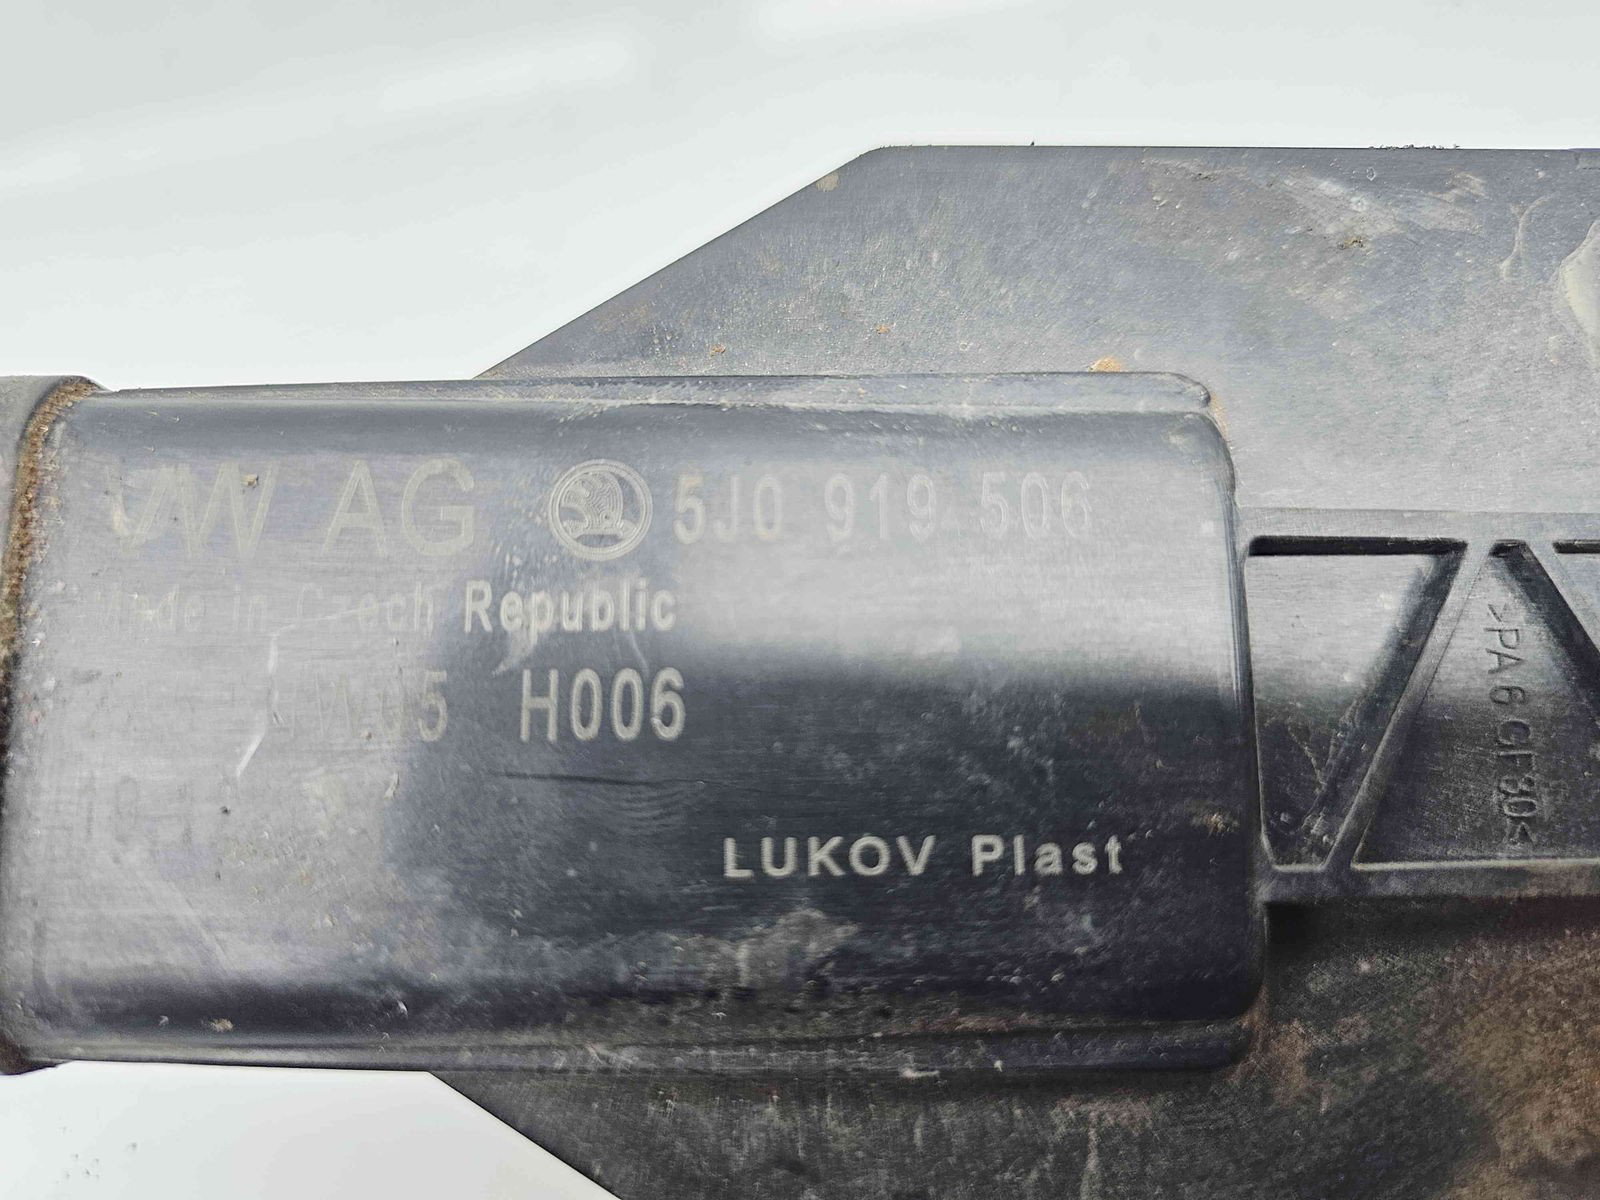 VW AG 5J0 919 506
Made in Czech Republic
H006
LUKOV Plast
>PA 6 GF30<